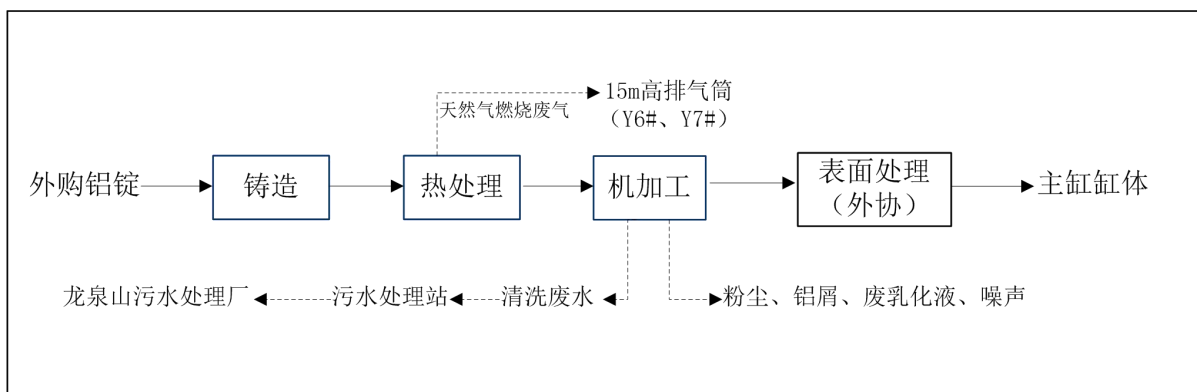 15m高排气筒
天然气燃烧废气
（Y6#、Y7#）
外购铝锭
铸造
热处理
机加工
表面处理
（外协）
主缸缸体
龙泉山污水处理厂
污水处理站
清洗废水
粉尘、铝屑、废乳化液、噪声